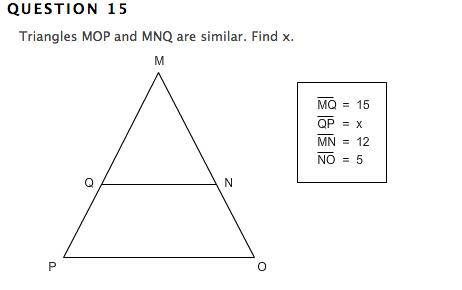 QUESTION 15
Triangles MOP and MNQ are similar. Find x.
M
MQ = 15
QP = x
MN = 12
NO = 5
Q
N
P
O